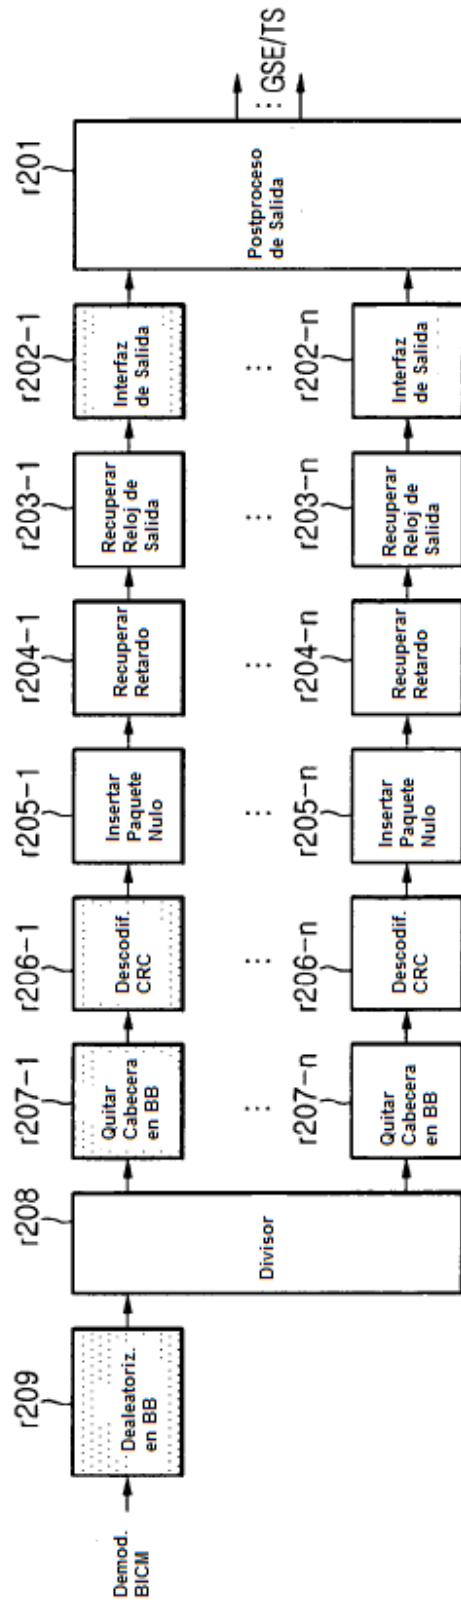 Demod.
BICM
r209
Dealeatoriz.
en BB
r208
Divisor
r207-1
Quitar
Cabecera
en BB
r206-1
Descodif.
CRC
r205-1
Insertar
Paquete
Nulo
r204-1
Recuperar
Retardo
r203-1
Recuperar
Reloj de
Salida
r202-1
Interfaz
de Salida
r201
Postproceso
de Salida
GSE/TS
r207-n
Quitar
Cabecera
en BB
r206-n
Descodif.
CRC
r205-n
Insertar
Paquete
Nulo
r204-n
Recuperar
Retardo
r203-n
Recuperar
Reloj de
Salida
r202-n
Interfaz
de Salida